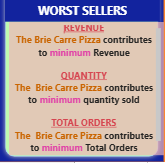 WORST SELLERS
REVENUE
The Brie Carre Pizza contributes
to minimum Revenue
QUANTITY
The Brie Carre Pizza contributes
to minimum quantity sold
TOTAL ORDERS
The Brie Carre Pizza contributes
to minimum Total Orders